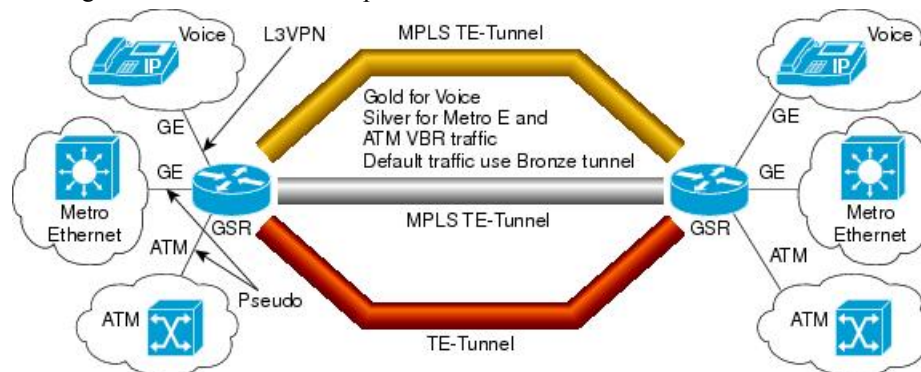 Voice
L3VPN
MPLS TE-Tunnel
Voice
IP
IP
Gold for Voice
Silver for Metro E and
ATM VBR traffic
Default traffic use Bronze tunnel
GE
GE
GE
GE
Metro
Ethernet
GSR
MPLS TE-Tunnel
GSR
Metro
Ethernet
ATM
ATM
Pseudo
ATM
ATM
TE-Tunnel